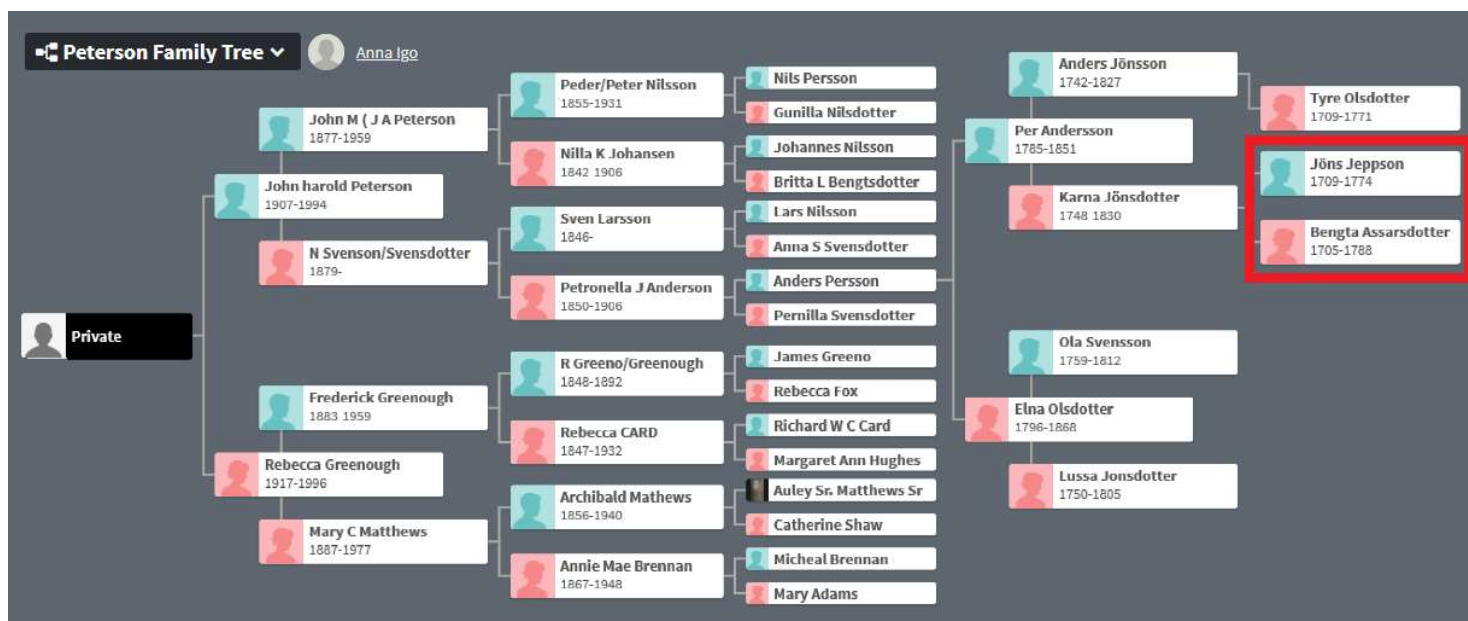 Peterson Family Tree
Anna Igo
Private
John harold Peterson
1907-1994
Rebecca Greenough
1917-1996
John M ( J A Peterson
1877-1959
N Svenson/Svensdotter
1879-
Frederick Greenough
1883 1959
Mary C Matthews
1887-1977
Peder/Peter Nilsson
1855-1931
Nilla K Johansen
1842 1906
Sven Larsson
1846-
Petronella J Anderson
1850-1906
R Greeno/Greenough
1848-1892
Rebecca CARD
1847-1932
Archibald Mathews
1856-1940
Annie Mae Brennan
1867-1948
Nils Persson
Gunilla Nilsdotter
Johannes Nilsson
Britta L Bengtsdotter
Lars Nilsson
Anna S Svensdotter
Anders Persson
Pernilla Svensdotter
James Greeno
Rebecca Fox
Richard W C Card
Margaret Ann Hughes
Auley Sr. Matthews Sr
Catherine Shaw
Micheal Brennan
Mary Adams
Anders Jönsson
1742-1827
Per Andersson
1785-1851
Karna Jönsdotter
1748 1830
Ola Svensson
1759-1812
Elna Olsdotter
1796-1868
Lussa Jonsdotter
1750-1805
Tyre Olsdotter
1709-1771
Jöns Jeppson
1709-1774
Bengta Assarsdotter
1705-1788